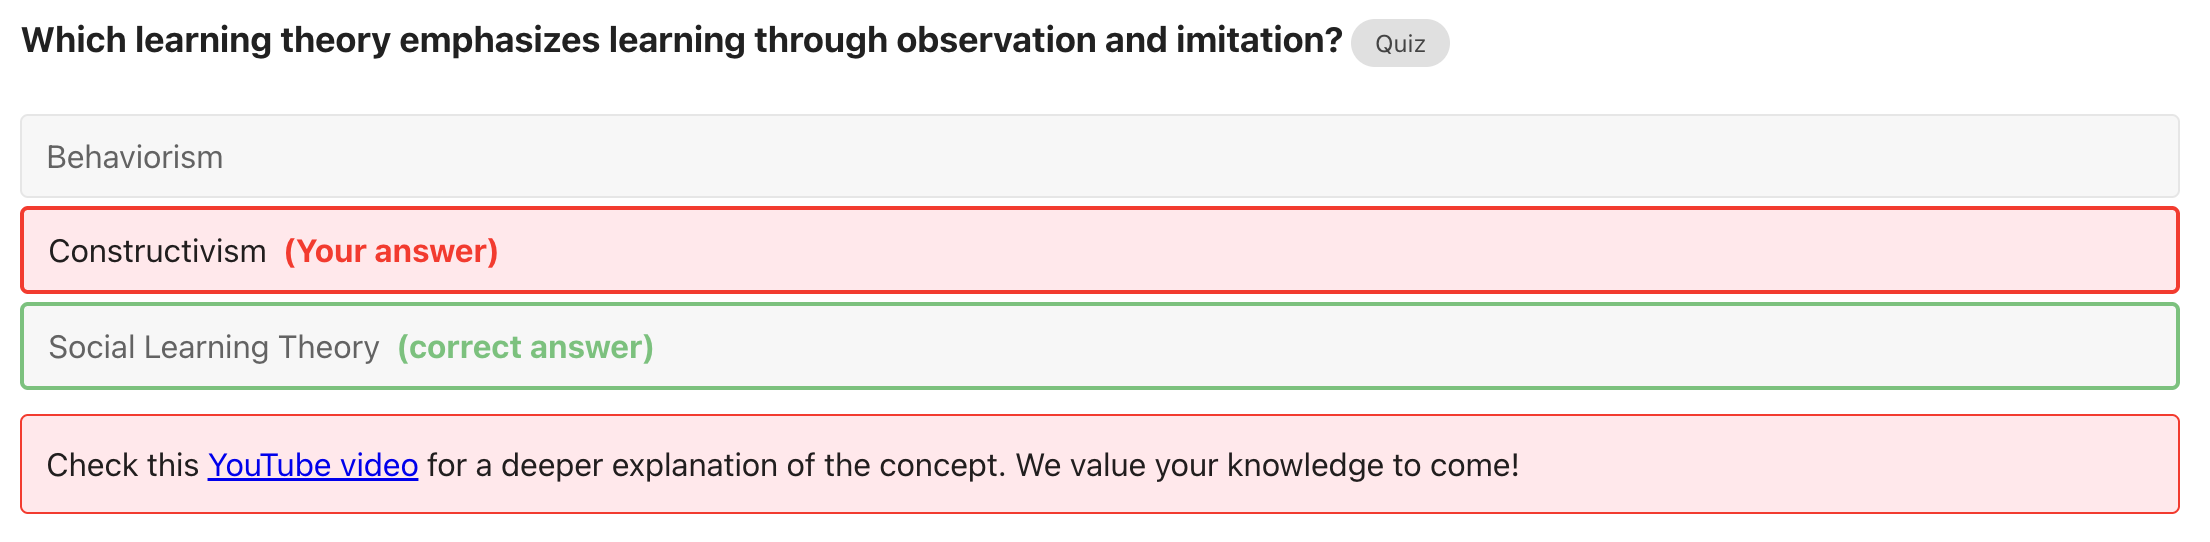 Which learning theory emphasizes learning through observation and imitation? Quiz
Behaviorism
Constructivism (Your answer)
Social Learning Theory (correct answer)
Check this YouTube video for a deeper explanation of the concept. We value your knowledge to come!